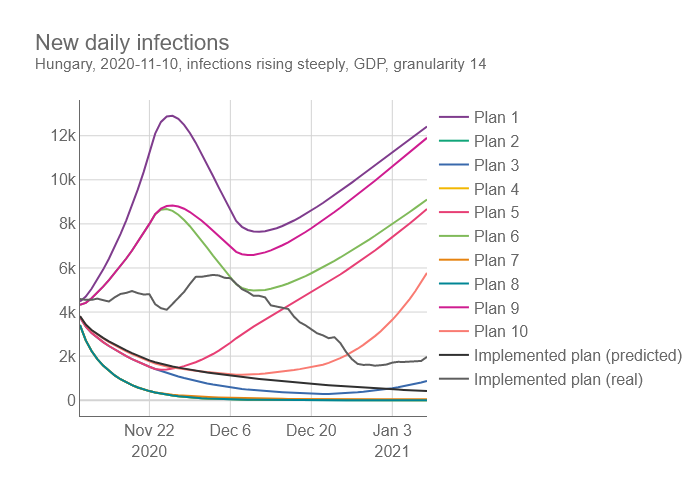 New daily infections
Hungary, 2020-11-10, infections rising steeply, GDP, granularity 14
12k
10k
8k
6k
4k
2k
0
Nov 22
2020
Dec 6
Dec 20
Jan 3
2021
Plan 1
Plan 2
Plan 3
Plan 4
Plan 5
Plan 6
Plan 7
Plan 8
Plan 9
Plan 10
Implemented plan (predicted)
Implemented plan (real)